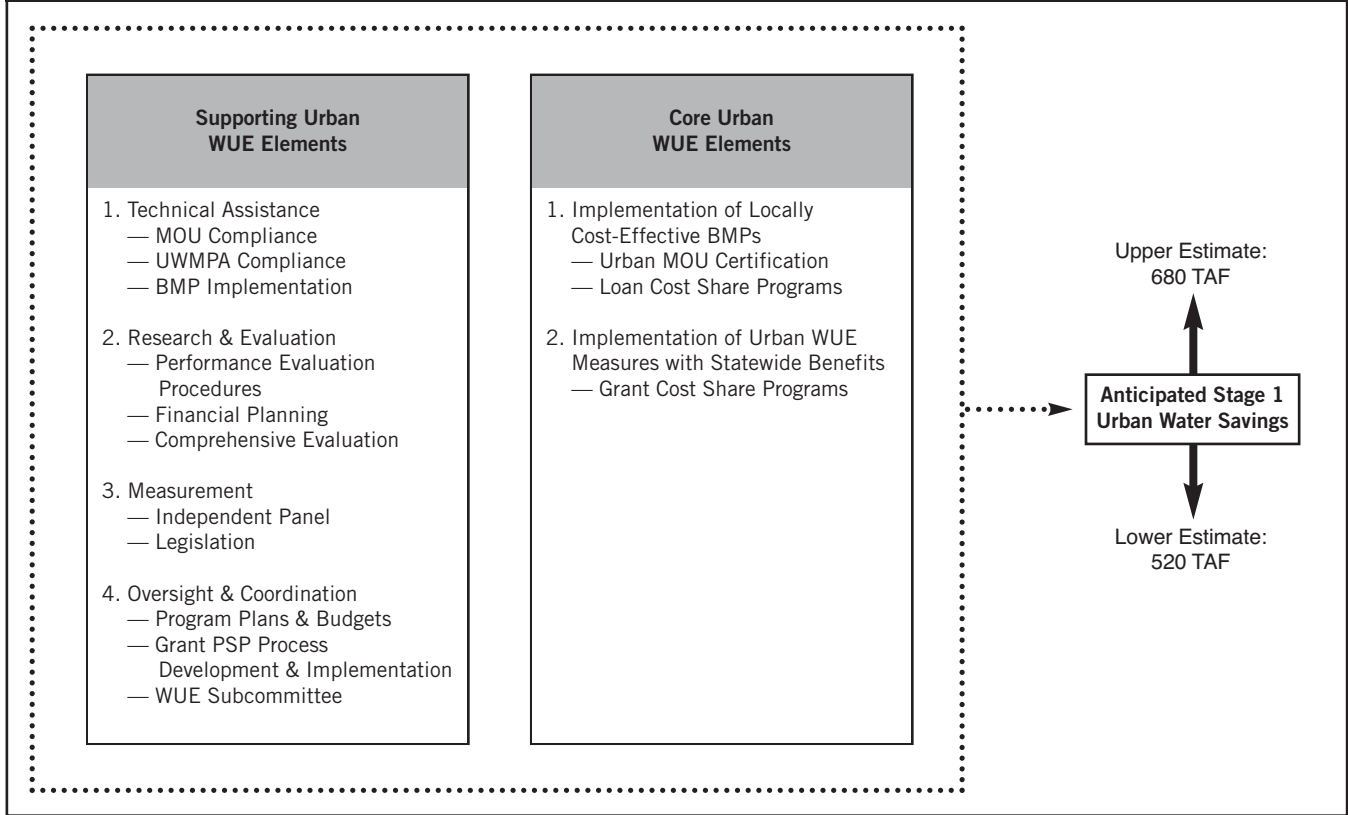 Supporting Urban
WUE Elements
1. Technical Assistance
— MOU Compliance
— UWMPA Compliance
— BMP Implementation
2. Research & Evaluation
— Performance Evaluation
Procedures
— Financial Planning
— Comprehensive Evaluation
3. Measurement
— Independent Panel
— Legislation
4. Oversight & Coordination
— Program Plans & Budgets
— Grant PSP Process
Development & Implementation
— WUE Subcommittee
Core Urban
WUE Elements
1. Implementation of Locally
Cost-Effective BMPs
— Urban MOU Certification
— Loan Cost Share Programs
2. Implementation of Urban WUE
Measures with Statewide Benefits
— Grant Cost Share Programs
Upper Estimate:
680 TAF
Anticipated Stage 1
Urban Water Savings
Lower Estimate:
520 TAF